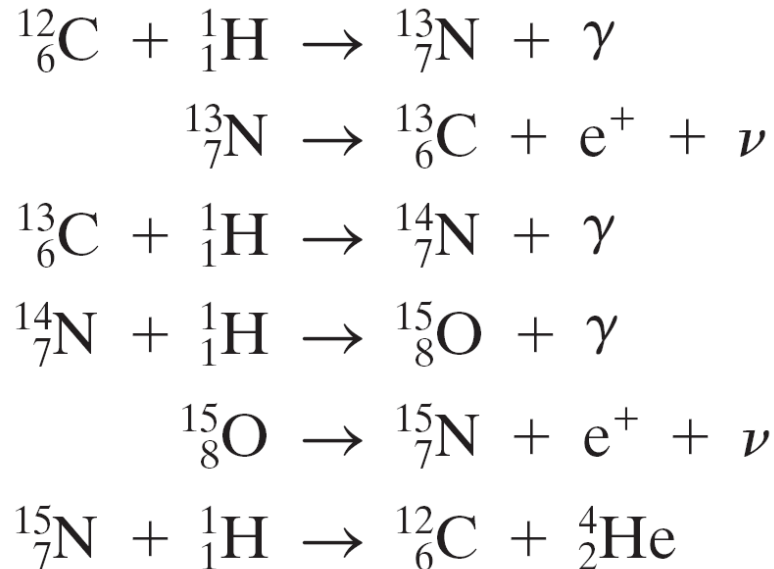 ¹²₆C + ¹₁H → ¹³₇N + γ
¹³₇N → ¹³₆C + e⁺ + ν
¹³₆C + ¹₁H → ¹⁴₇N + γ
¹⁴₇N + ¹₁H → ¹⁵₈O + γ
¹⁵₈O → ¹⁵₇N + e⁺ + ν
¹⁵₇N + ¹₁H → ¹²₆C + ⁴₂He